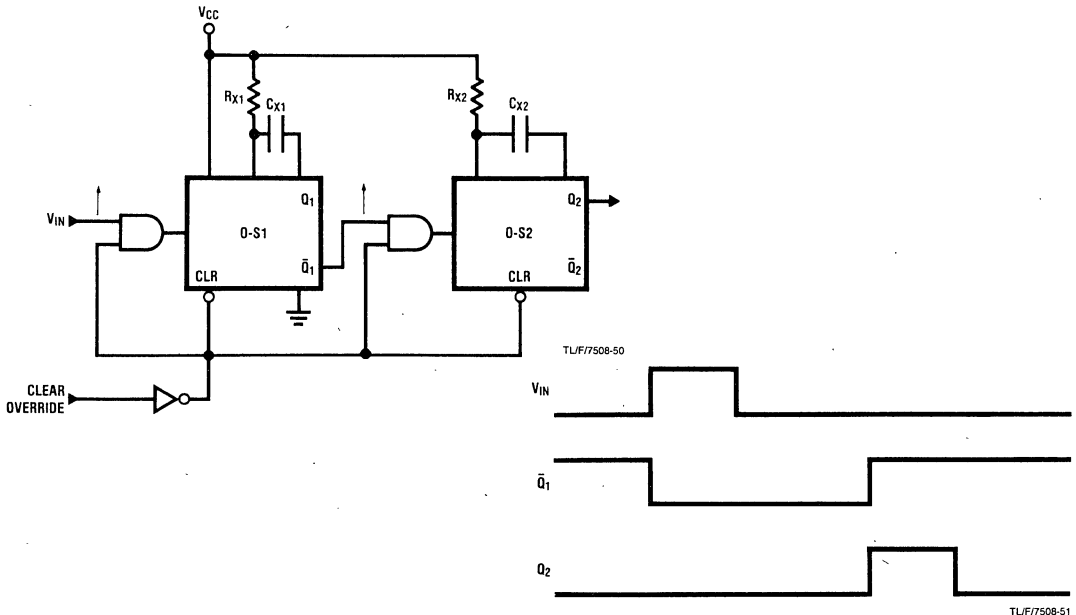 VCC
RX1
CX1
RX2
CX2
VIN
Q1
O-S1
Q̄1
CLR
Q2
O-S2
Q̄2
CLR
CLEAR
OVERRIDE
TL/F/7508-50
VIN
Q̄1
Q2
TL/F/7508-51